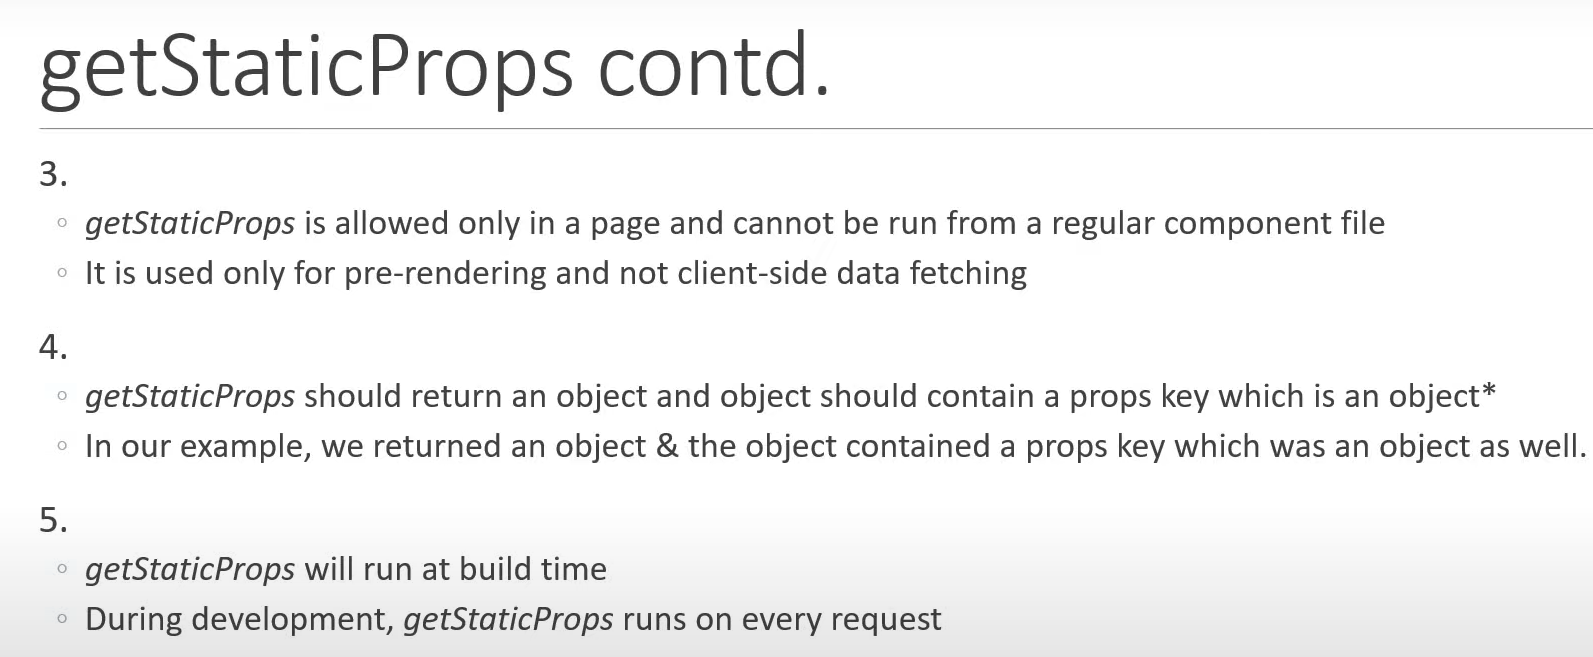 getStaticProps contd.
3.
◦ getStaticProps is allowed only in a page and cannot be run from a regular component file
◦ It is used only for pre-rendering and not client-side data fetching
4.
◦ getStaticProps should return an object and object should contain a props key which is an object*
◦ In our example, we returned an object & the object contained a props key which was an object as well.
5.
◦ getStaticProps will run at build time
◦ During development, getStaticProps runs on every request